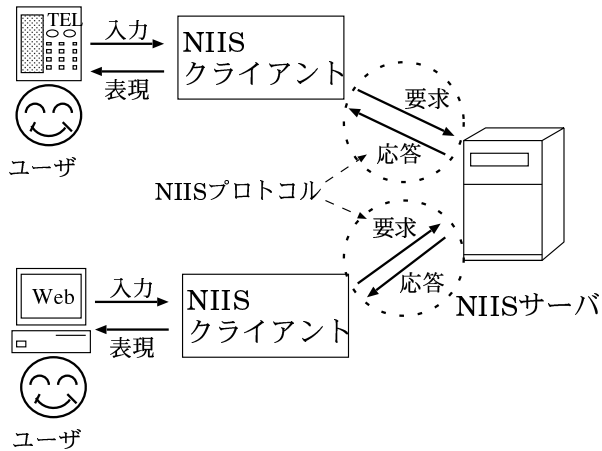 TEL
入力
表現
ユーザ
NIIS
クライアント
要求
応答
NIISプロトコル
要求
応答
NIISサーバ
Web
入力
表現
ユーザ
NIIS
クライアント